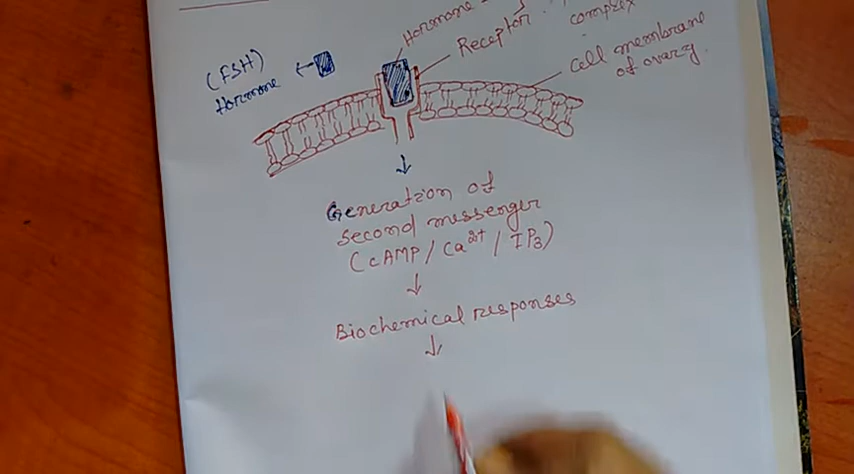 Hormone -
Receptor
complex
(FSH)
Hormone
Cell membrane
of ovary.
Generation of
second messenger
(cAMP / Ca²⁺ / IP₃)
Biochemical responses